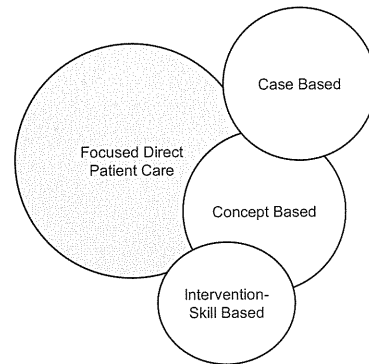 Case Based
Focused Direct
Patient Care
Concept Based
Intervention-
Skill Based